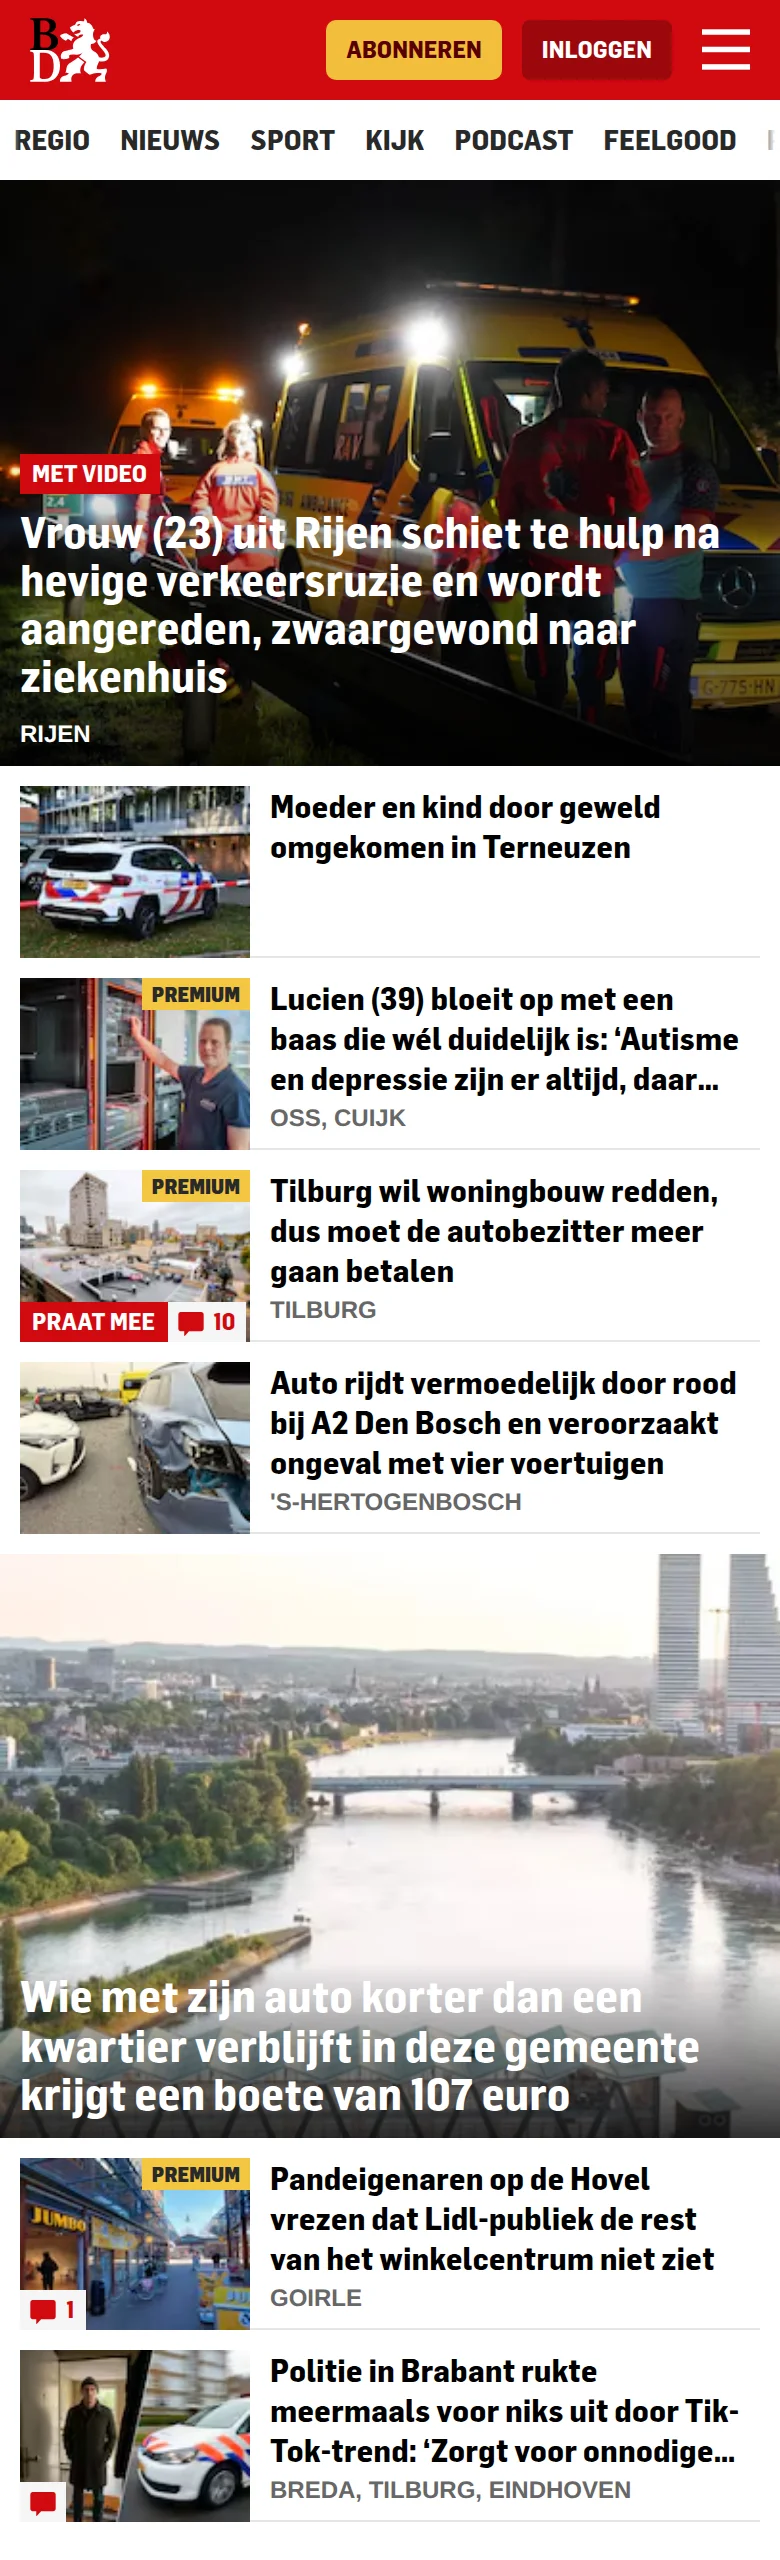 B
D
ABONNEREN
INLOGGEN
REGIO NIEUWS SPORT KIJK PODCAST FEELGOOD
AMBULANCE
2.4
G-775-HN
MET VIDEO
Vrouw (23) uit Rijen schiet te hulp na
hevige verkeersruzie en wordt
aangereden, zwaargewond naar
ziekenhuis
RIJEN
Moeder en kind door geweld
omgekomen in Terneuzen
PREMIUM
Lucien (39) bloeit op met een
baas die wél duidelijk is: ‘Autisme
en depressie zijn er altijd, daar...
OSS, CUIJK
PREMIUM
PRAAT MEE
10
Tilburg wil woningbouw redden,
dus moet de autobezitter meer
gaan betalen
TILBURG
Auto rijdt vermoedelijk door rood
bij A2 Den Bosch en veroorzaakt
ongeval met vier voertuigen
'S-HERTOGENBOSCH
Wie met zijn auto korter dan een
kwartier verblijft in deze gemeente
krijgt een boete van 107 euro
PREMIUM
JUMBO
1
Pandeigenaren op de Hovel
vrezen dat Lidl-publiek de rest
van het winkelcentrum niet ziet
GOIRLE
Politie in Brabant rukte
meermaals voor niks uit door Tik-
Tok-trend: ‘Zorgt voor onnodige...
BREDA, TILBURG, EINDHOVEN